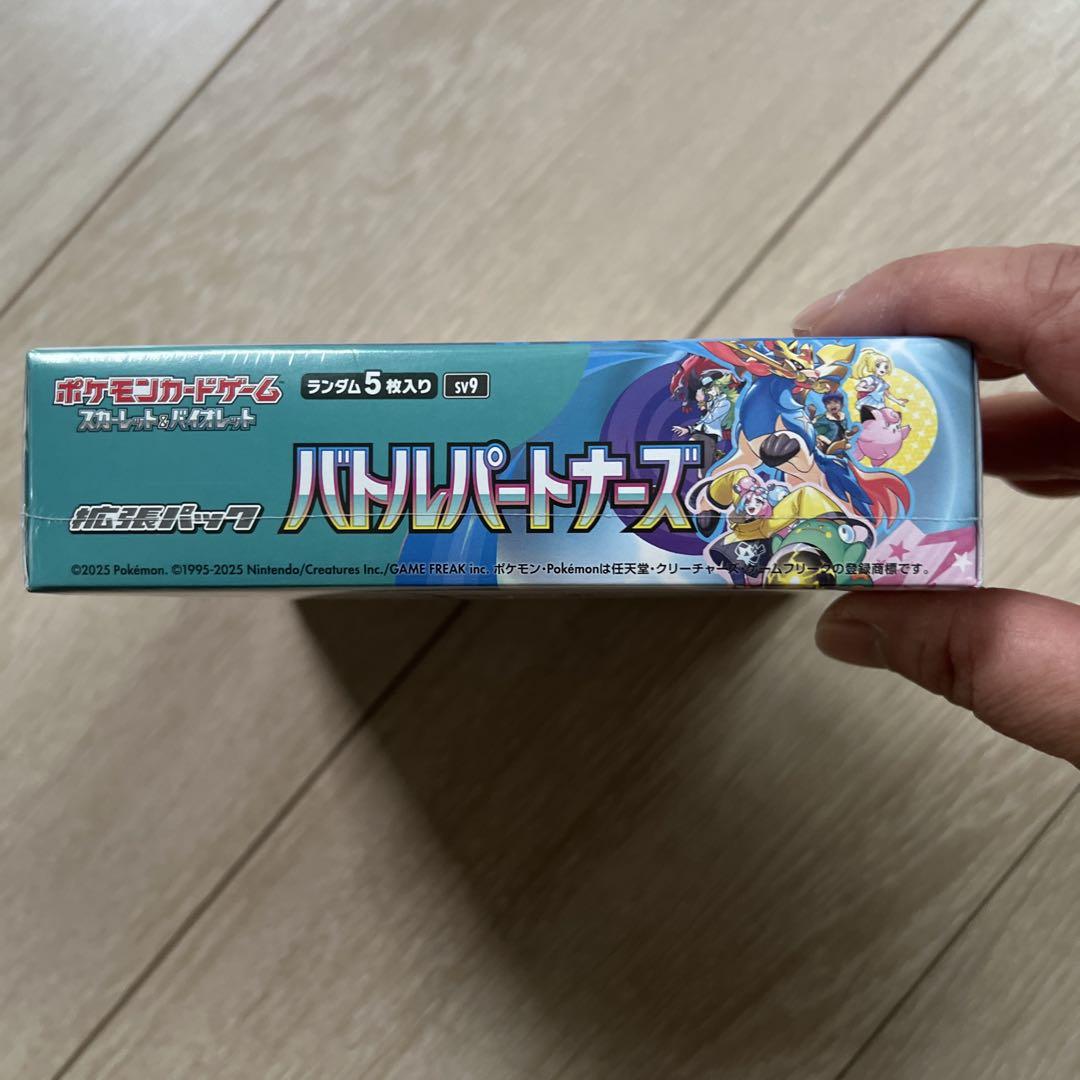 ポケモンカードゲーム™
スカーレット&バイオレット
ランダム5枚入り sv9
拡張パック
バトルパートナーズ
©2025 Pokémon. ©1995-2025 Nintendo/Creatures Inc./GAME FREAK inc. ポケモン・Pokémonは任天堂・クリーチャーズ・ゲームフリークの登録商標です。